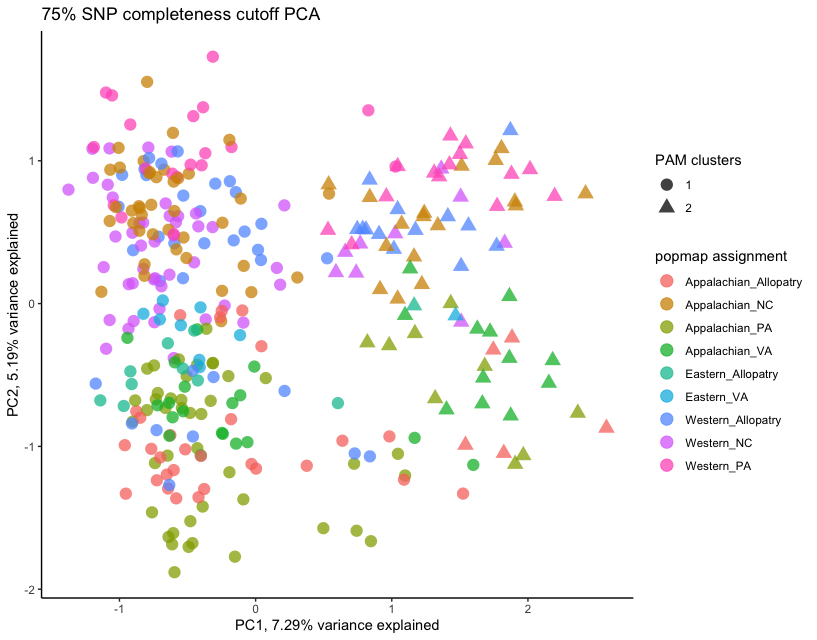 75% SNP completeness cutoff PCA
PC2, 5.19% variance explained
1
0
-1
-2
-1
0
1
2
PC1, 7.29% variance explained
PAM clusters
1
2
popmap assignment
Appalachian_Allopatry
Appalachian_NC
Appalachian_PA
Appalachian_VA
Eastern_Allopatry
Eastern_VA
Western_Allopatry
Western_NC
Western_PA